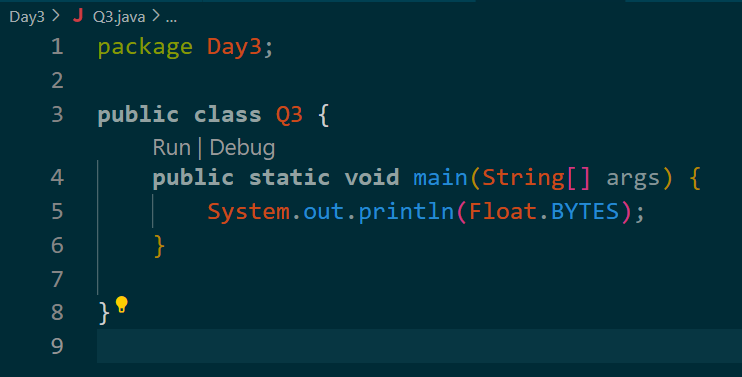 Day3 > J Q3.java > ...
1 package Day3;
2
3 public class Q3 {
Run | Debug
4 public static void main(String[] args) {
5 System.out.println(Float.BYTES);
6 }
7
8 }
9